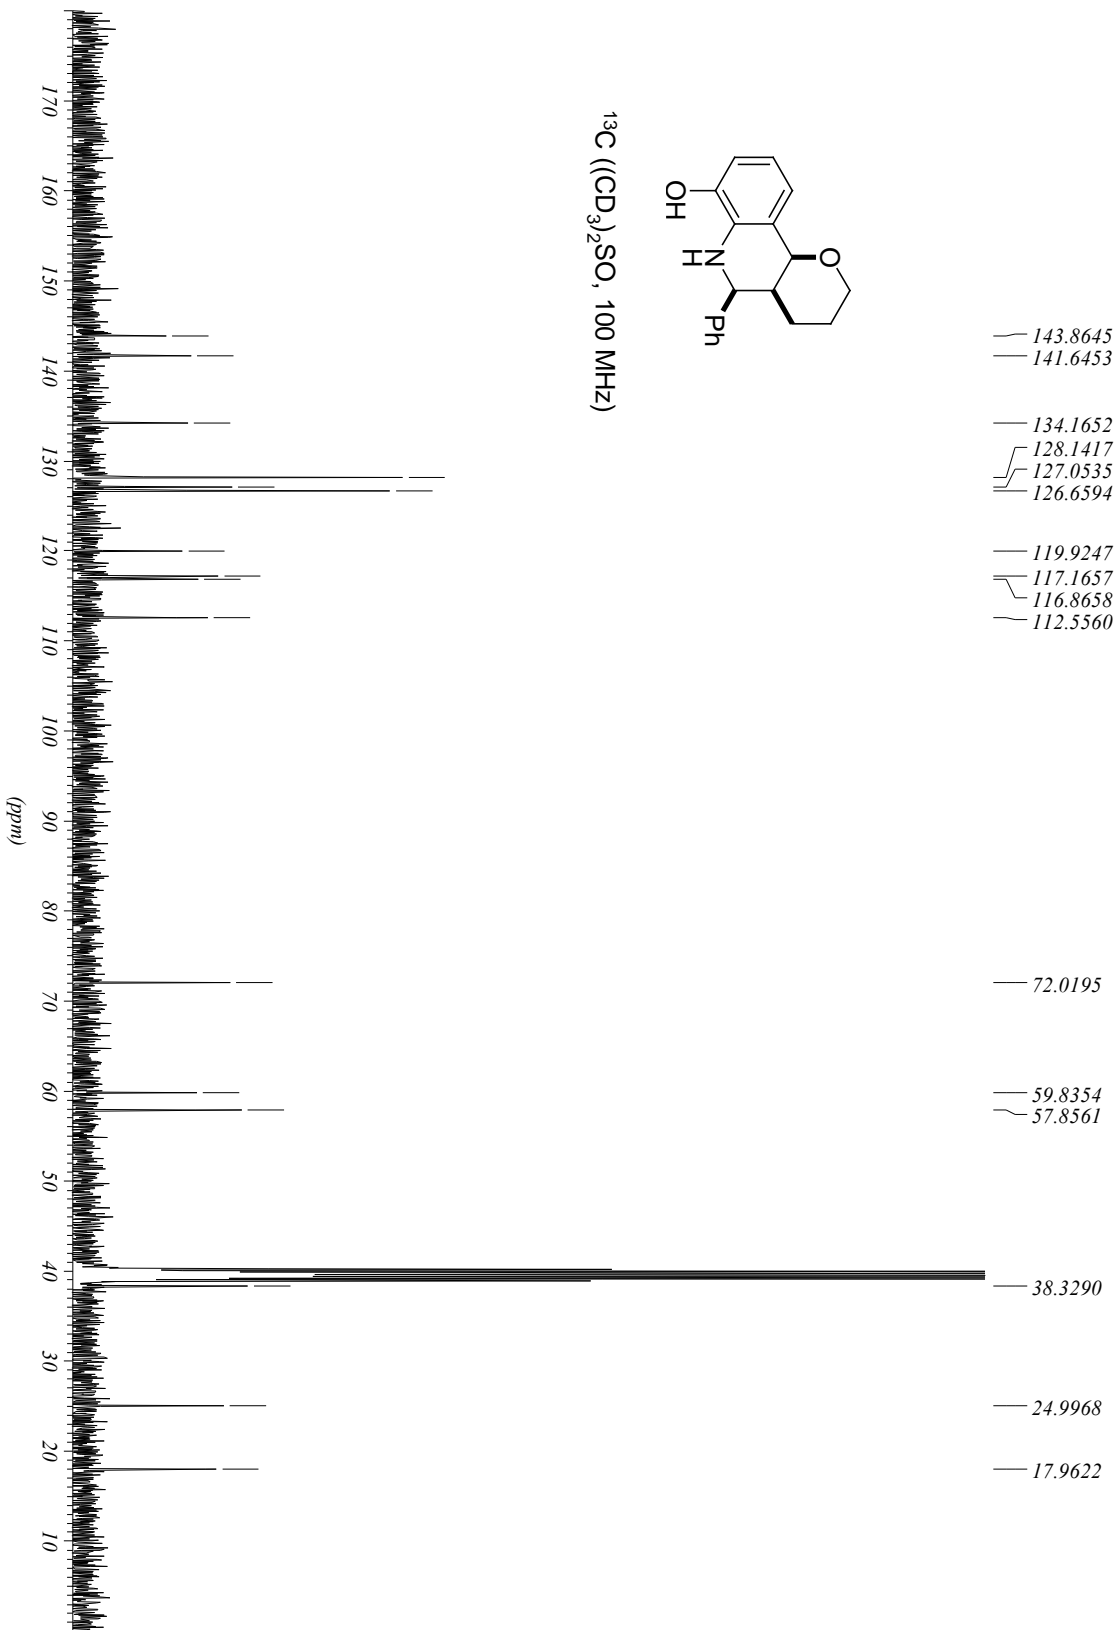 OH
N
H
O
Ph
¹³C ((CD₃)₂SO, 100 MHz)
143.8645
141.6453
134.1652
128.1417
127.0535
126.6594
119.9247
117.1657
116.8658
112.5560
72.0195
59.8354
57.8561
38.3290
24.9968
17.9622
170 160 150 140 130 120 110 100 90 80 70 60 50 40 30 20 10
(ppm)